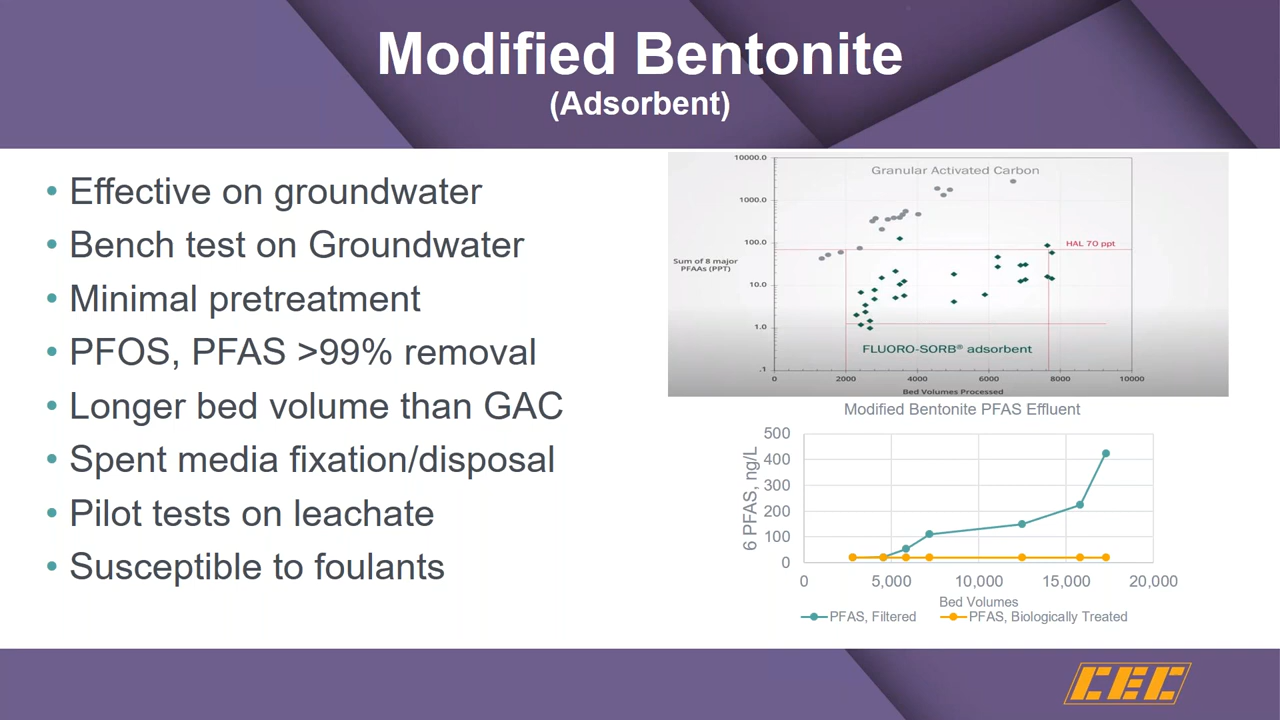 Modified Bentonite
(Adsorbent)
• Effective on groundwater
• Bench test on Groundwater
• Minimal pretreatment
• PFOS, PFAS >99% removal
• Longer bed volume than GAC
• Spent media fixation/disposal
• Pilot tests on leachate
• Susceptible to foulants
Granular Activated Carbon
10000.0
1000.0
100.0
10.0
1.0
.1
Sum of 8 major
PFAAs (PPT)
HAL 70 ppt
FLUORO-SORB® adsorbent
0 2000 4000 6000 8000 10000
Bed Volumes Processed
Modified Bentonite PFAS Effluent
500
400
300
200
100
0
6 PFAS, ng/L
0 5,000 10,000 15,000 20,000
Bed Volumes
PFAS, Filtered PFAS, Biologically Treated
CEC